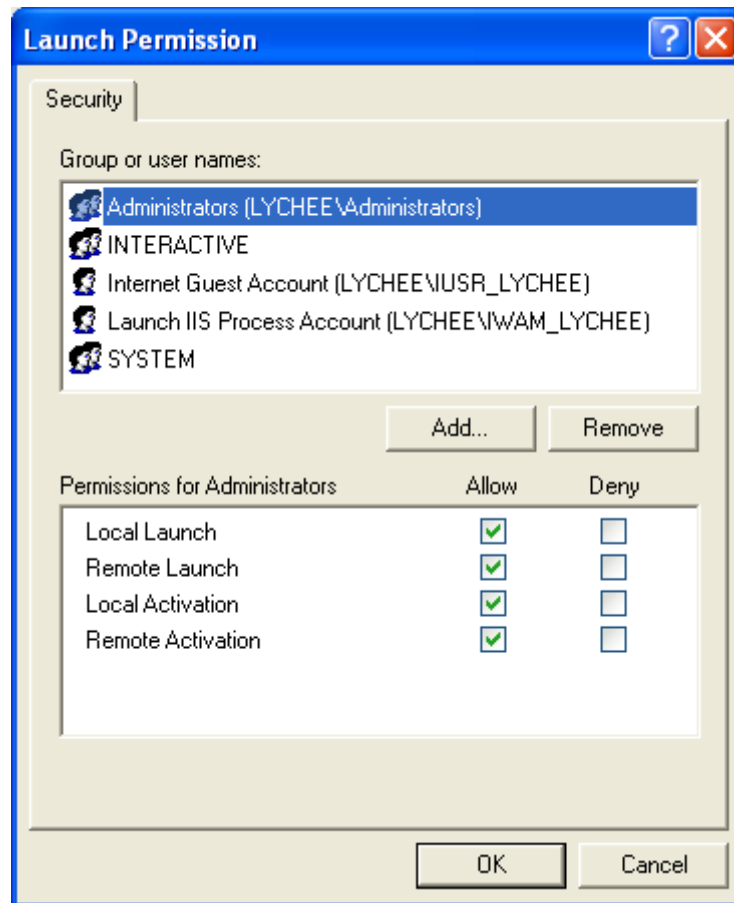 Launch Permission
Security
Group or user names:
Administrators (LYCHEE\Administrators)
INTERACTIVE
Internet Guest Account (LYCHEE\IUSR_LYCHEE)
Launch IIS Process Account (LYCHEE\IWAM_LYCHEE)
SYSTEM
Add... Remove
Permissions for Administrators Allow Deny
Local Launch
Remote Launch
Local Activation
Remote Activation
OK Cancel